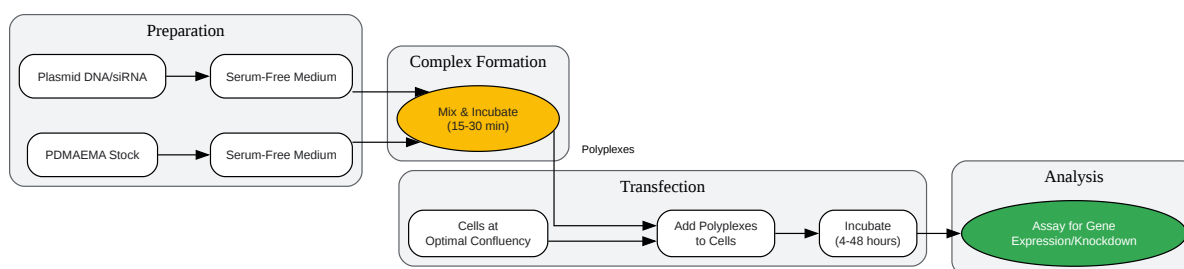 Preparation
Plasmid DNA/siRNA
Serum-Free Medium
PDMAEMA Stock
Serum-Free Medium
Complex Formation
Mix & Incubate
(15-30 min)
Polyplexes
Transfection
Cells at
Optimal Confluency
Add Polyplexes
to Cells
Incubate
(4-48 hours)
Analysis
Assay for Gene
Expression/Knockdown